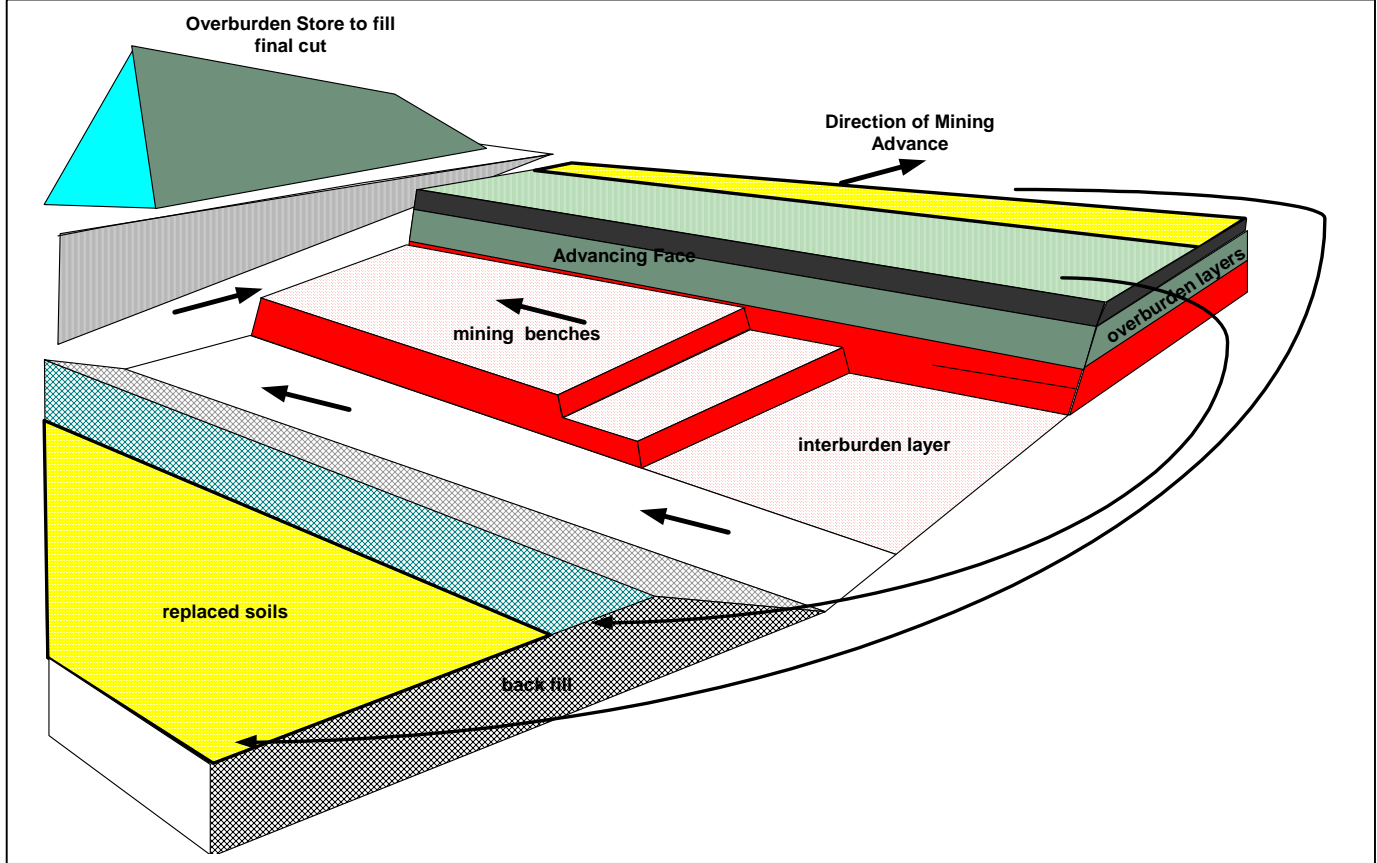 Overburden Store to fill
final cut
Direction of Mining
Advance
Advancing Face
overburden layers
mining benches
interburden layer
replaced soils
back fill